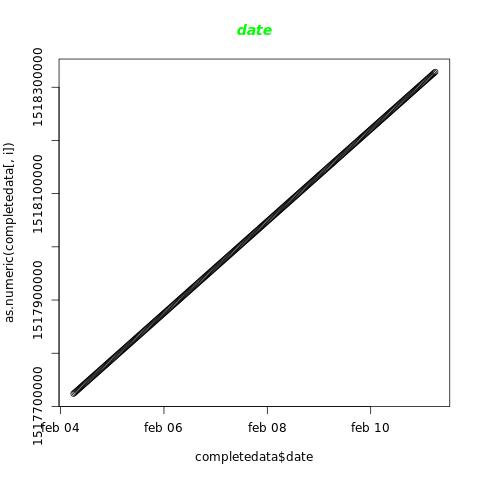 date
as.numeric(completedata[, i])
1518300000
1518100000
1517900000
1517700000
feb 04
feb 06
feb 08
feb 10
completedata$date